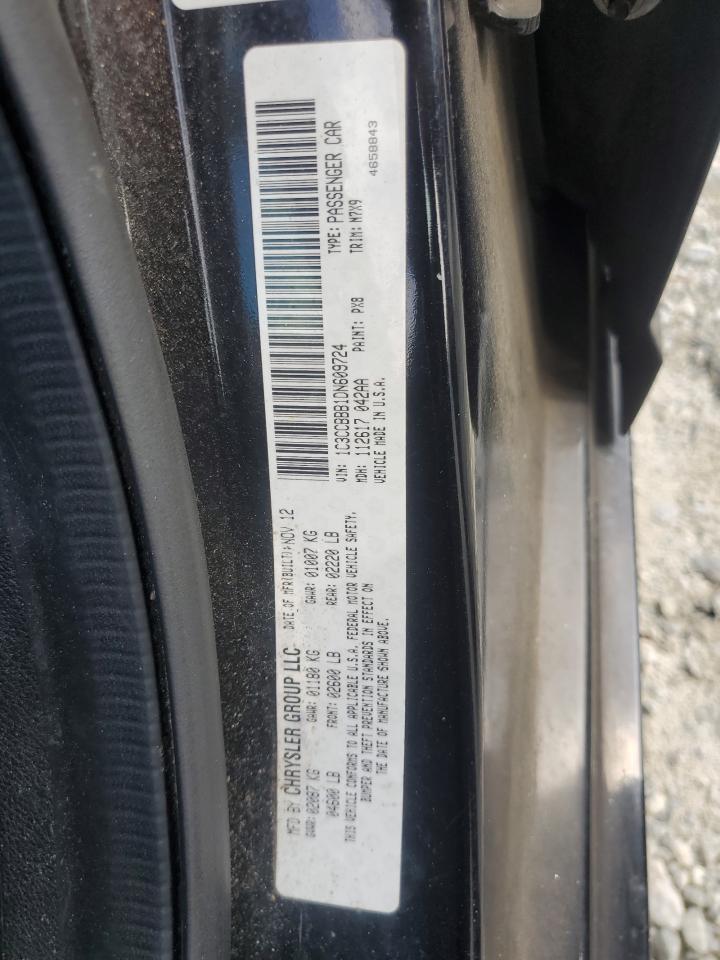 MFD BY CHRYSLER GROUP LLC DATE OF MFR(BUILT)>NOV 12
GVWR: 02087 KG GAWR: 01180 KG GAWR: 01007 KG
04600 LB FRONT: 02600 LB REAR: 02220 LB
THIS VEHICLE CONFORMS TO ALL APPLICABLE U.S.A. FEDERAL MOTOR VEHICLE SAFETY,
BUMPER AND THEFT PREVENTION STANDARDS IN EFFECT ON
THE DATE OF MANUFACTURE SHOWN ABOVE.
VIN: 1C3CCBBB1DN609724 TYPE: PASSENGER CAR
MDH: 112617 042AA PAINT: PX8 TRIM: N7X9
VEHICLE MADE IN U.S.A. 4658843